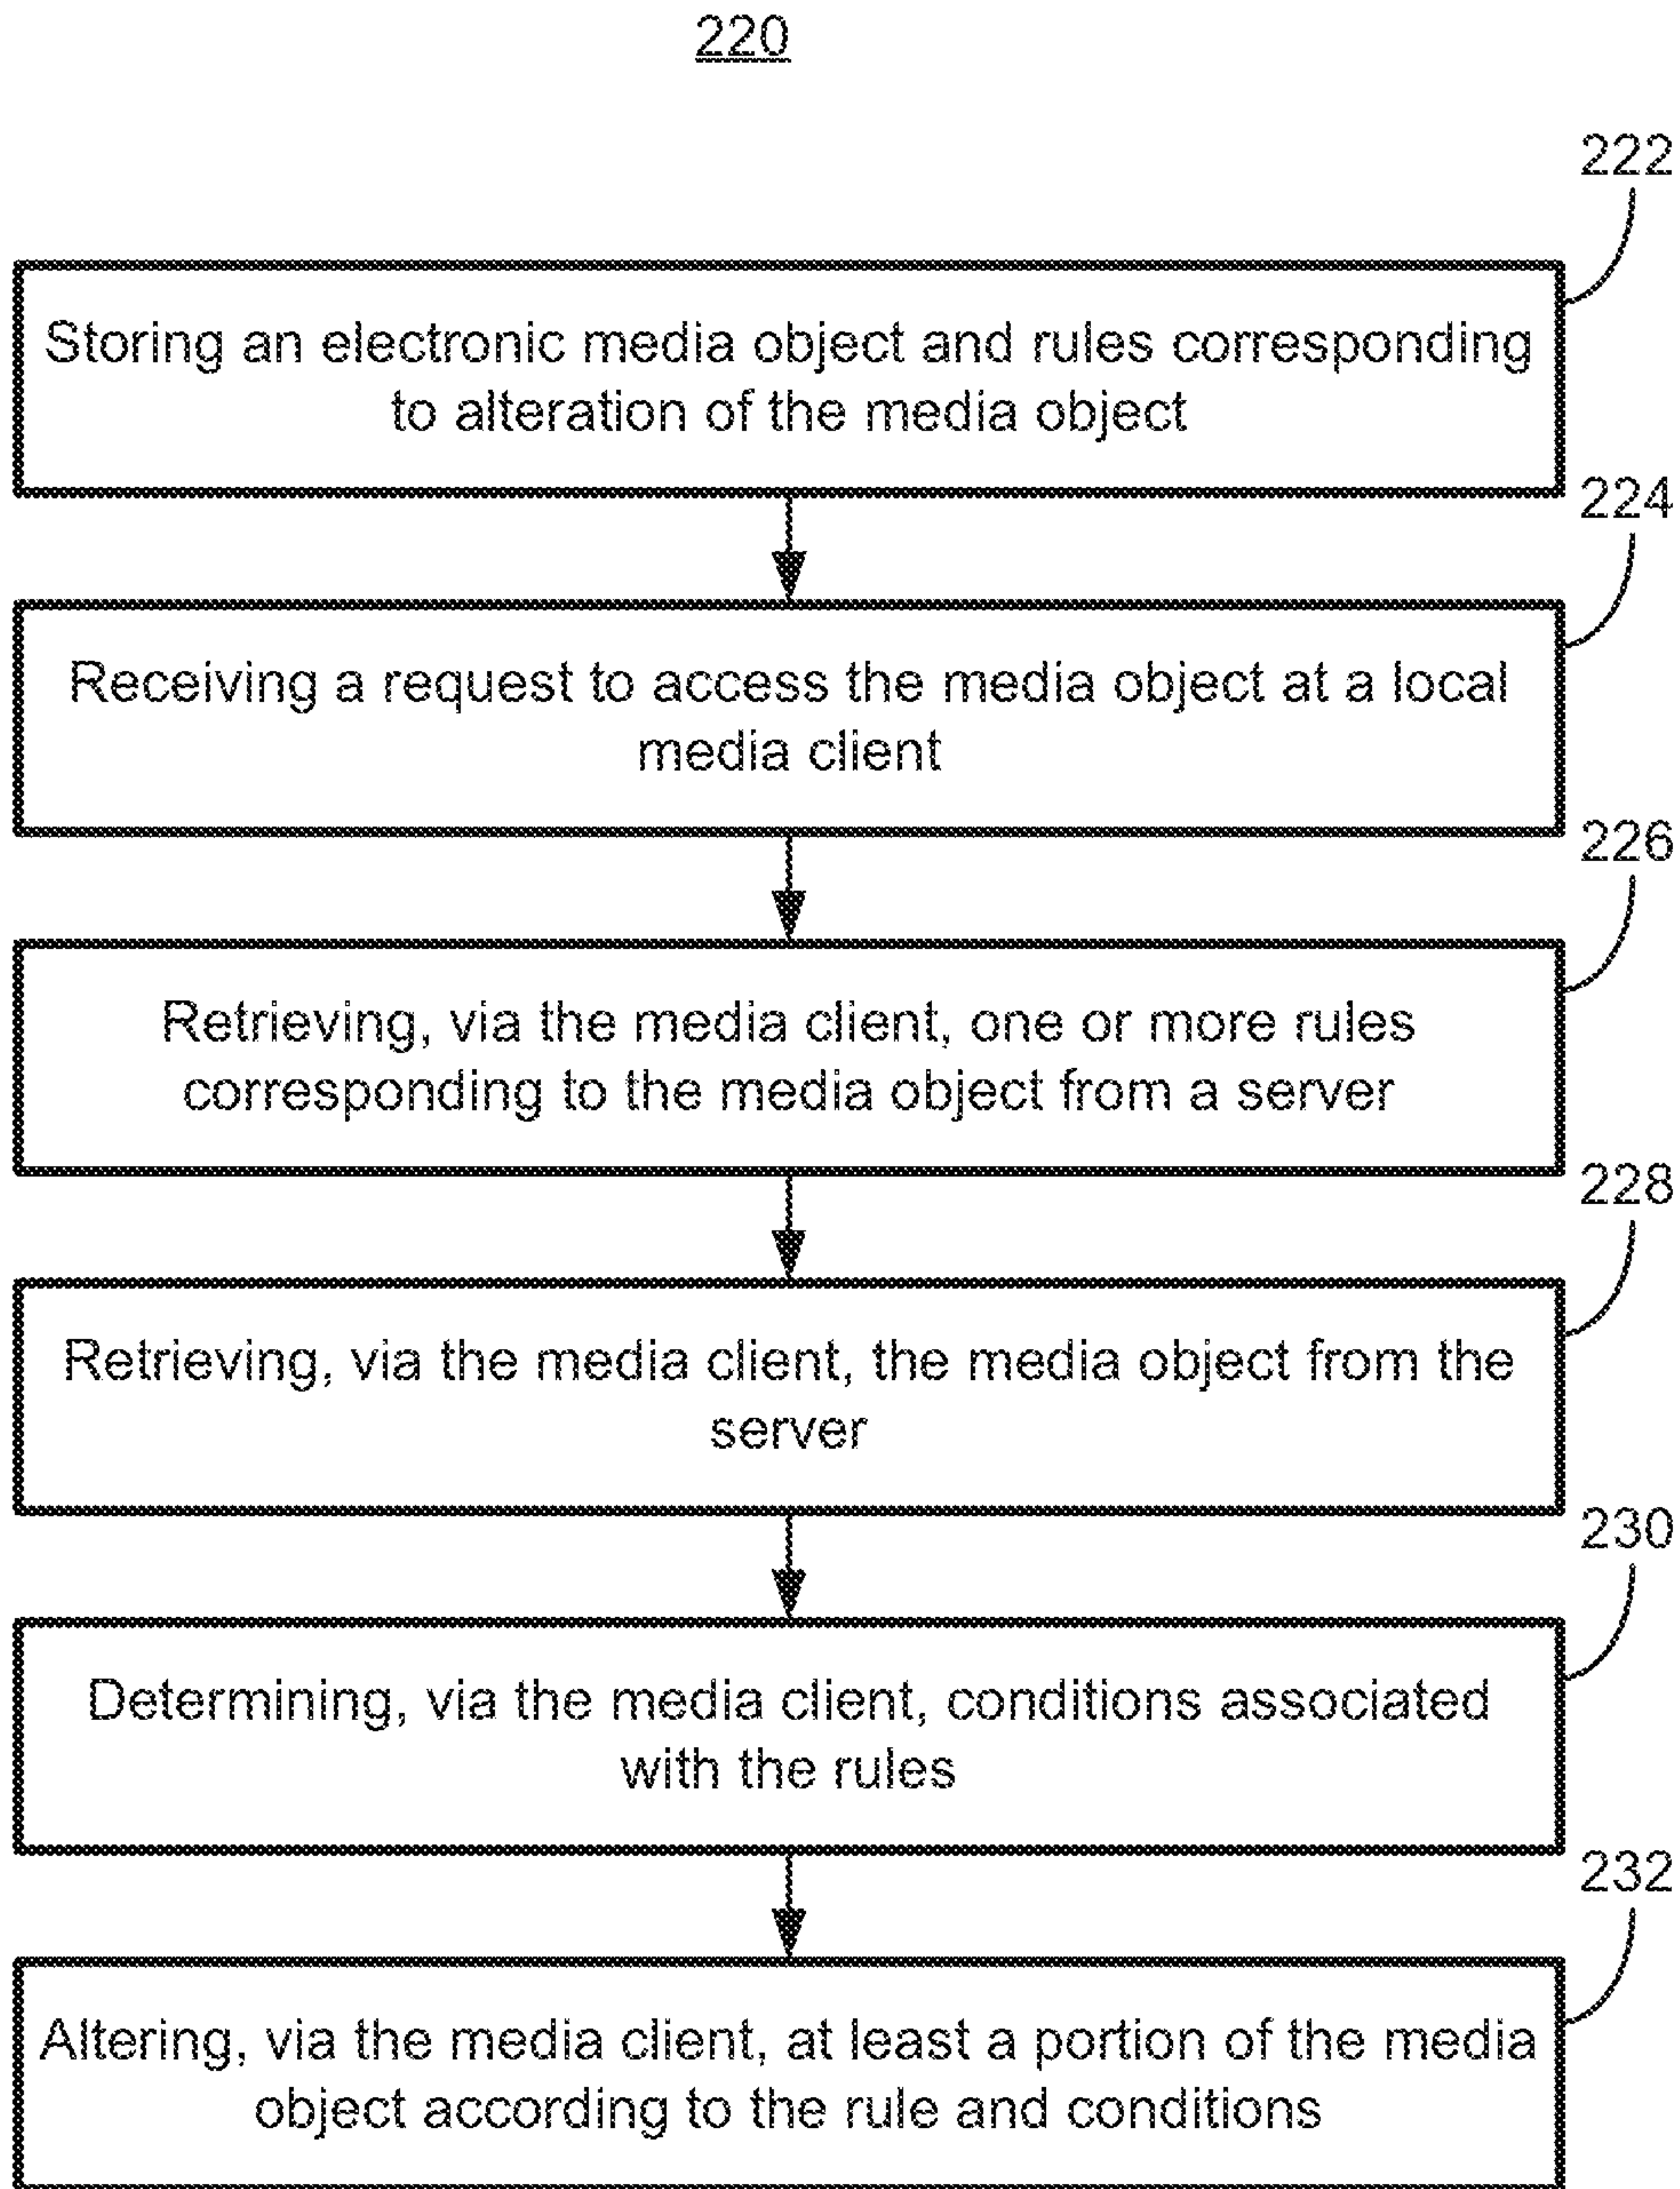 220
222
Storing an electronic media object and rules corresponding
to alteration of the media object
224
Receiving a request to access the media object at a local
media client
226
Retrieving, via the media client, one or more rules
corresponding to the media object from a server
228
Retrieving, via the media client, the media object from the
server
230
Determining, via the media client, conditions associated
with the rules
232
Altering, via the media client, at least a portion of the media
object according to the rule and conditions